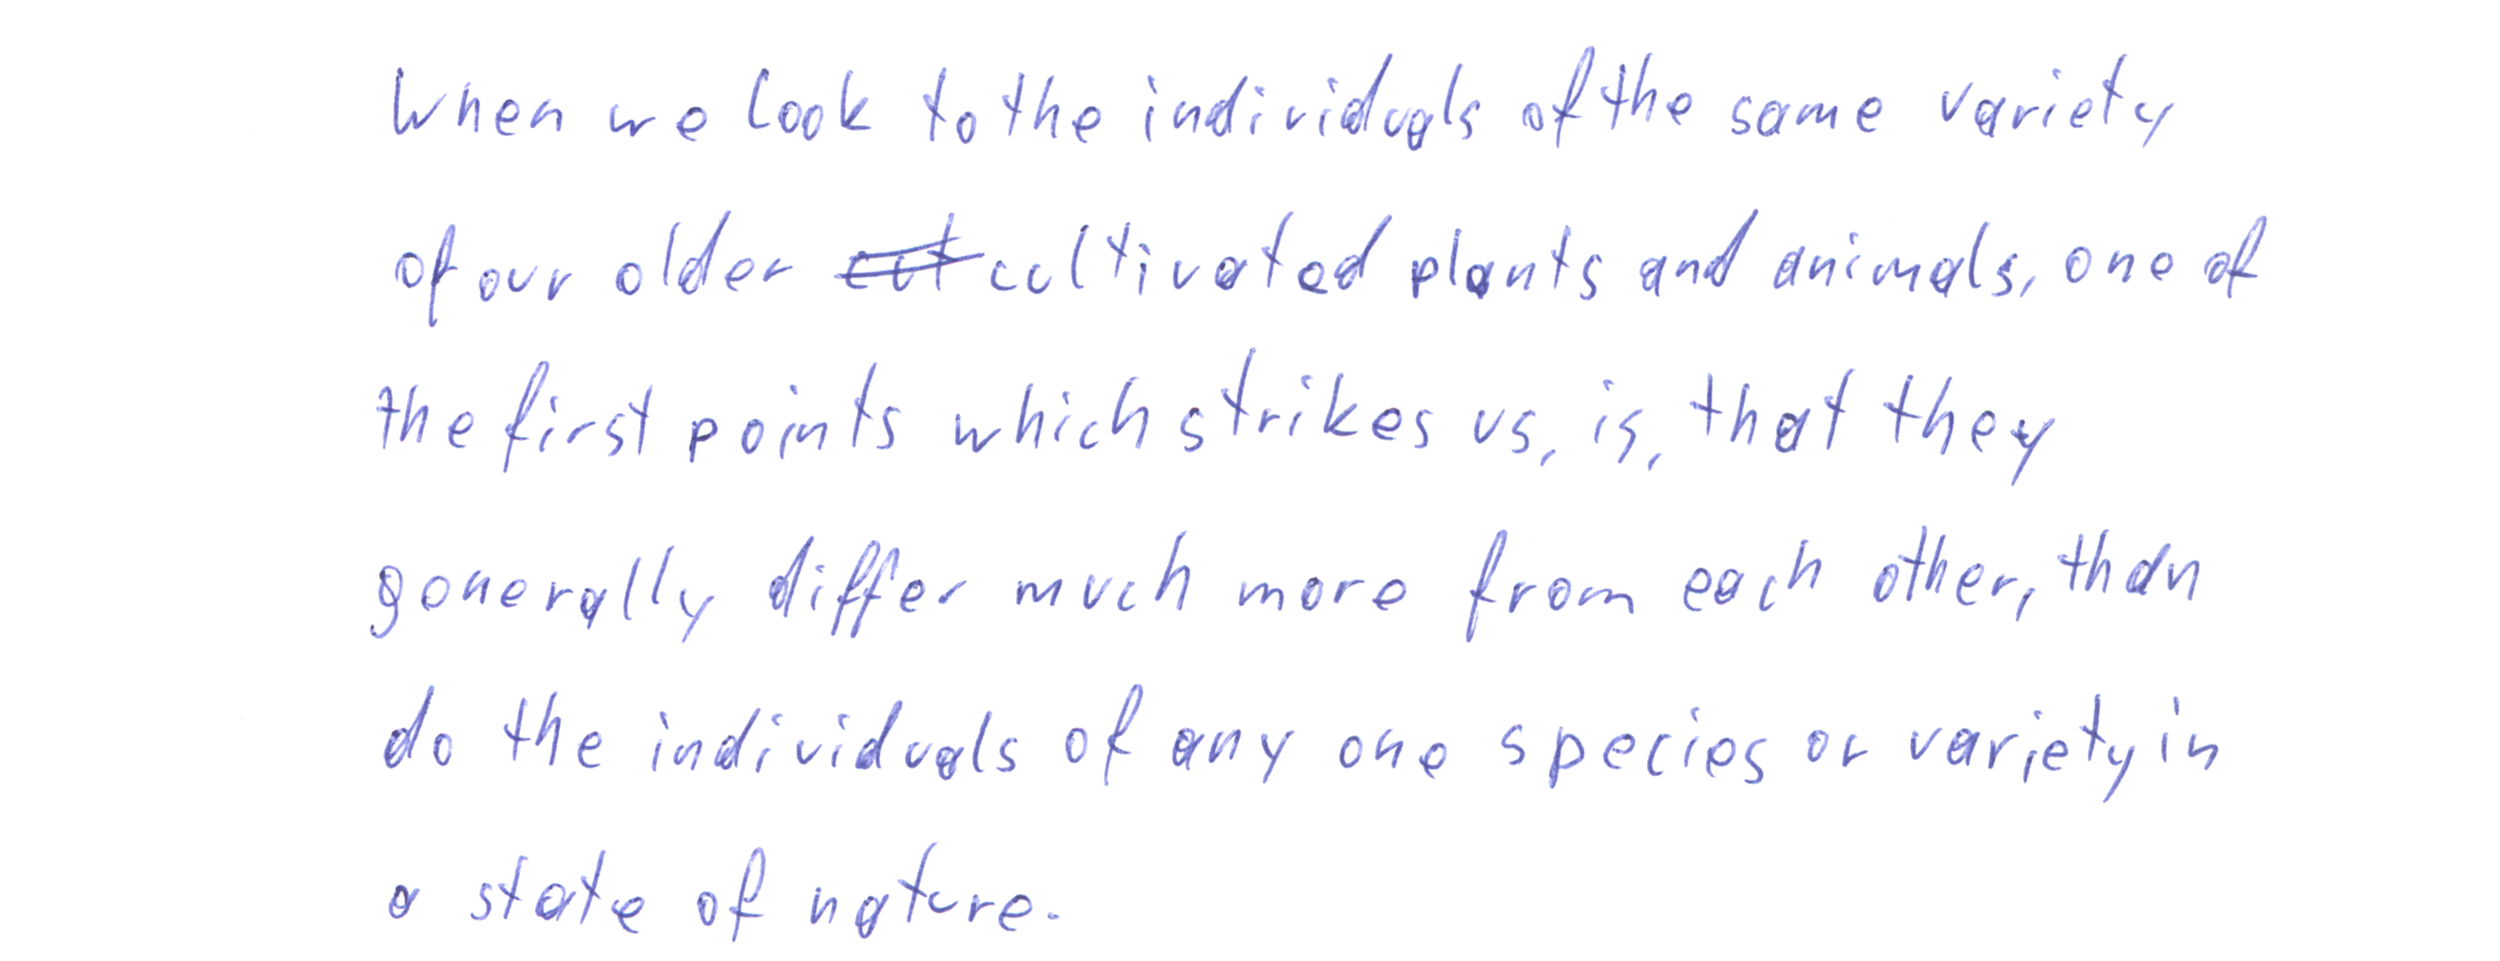 When we look to the individuals of the same variety
of our older cut cultivated plants and animals, one of
the first points which strikes us, is, that they
generally differ much more from each other, than
do the individuals of any one species or variety in
a state of nature.